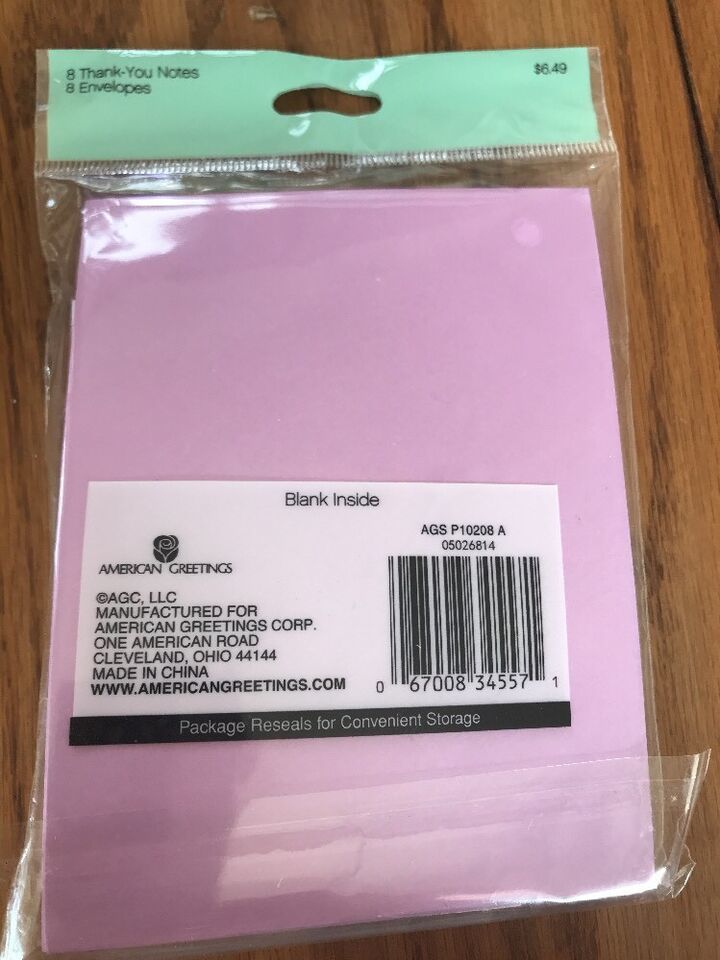 8 Thank-You Notes
8 Envelopes
$6.49
Blank Inside
AMERICAN GREETINGS
©AGC, LLC
MANUFACTURED FOR
AMERICAN GREETINGS CORP.
ONE AMERICAN ROAD
CLEVELAND, OHIO 44144
MADE IN CHINA
WWW.AMERICANGREETINGS.COM
AGS P10208 A
05026814
0 67008 34557 1
Package Reseals for Convenient Storage